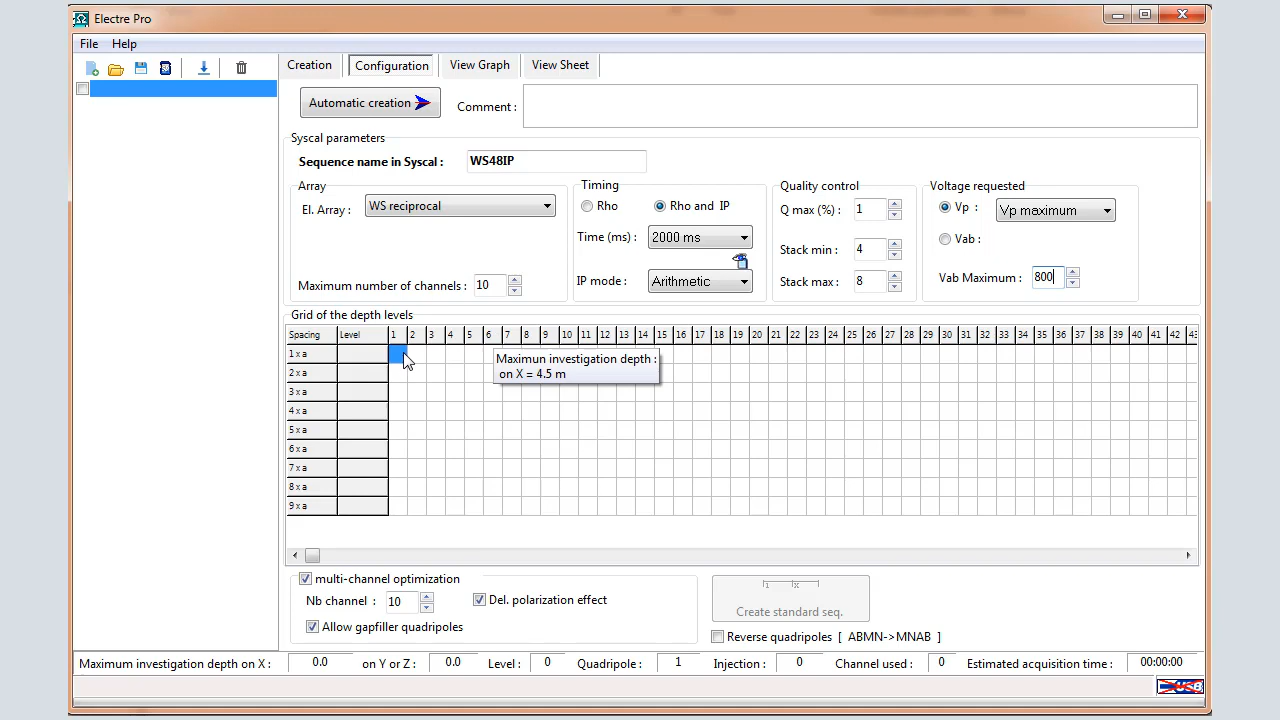 Electre Pro
File Help
Creation Configuration View Graph View Sheet
Automatic creation Comment :
Syscal parameters
Sequence name in Syscal : WS48IP
Array Timing Quality control Voltage requested
El. Array : WS reciprocal Rho Rho and IP Q max (%) : 1 Vp : Vp maximum
Time (ms) : 2000 ms Stack min : 4 Vab :
Maximum number of channels : 10 IP mode : Arithmetic Stack max : 8 Vab Maximum : 800
Grid of the depth levels
Spacing Level 1 2 3 4 5 6 7 8 9 10 11 12 13 14 15 16 17 18 19 20 21 22 23 24 25 26 27 28 29 30 31 32 33 34 35 36 37 38 39 40 41 42 43
1 x a
Maximun investigation depth :
on X = 4.5 m
2 x a
3 x a
4 x a
5 x a
6 x a
7 x a
8 x a
9 x a
multi-channel optimization
Nb channel : 10 Del. polarization effect
Allow gapfiller quadripoles
1 X
Create standard seq.
Reverse quadripoles [ ABMN->MNAB ]
Maximum investigation depth on X : 0.0 on Y or Z : 0.0 Level : 0 Quadripole : 1 Injection : 0 Channel used : 0 Estimated acquisition time : 00:00:00
USB